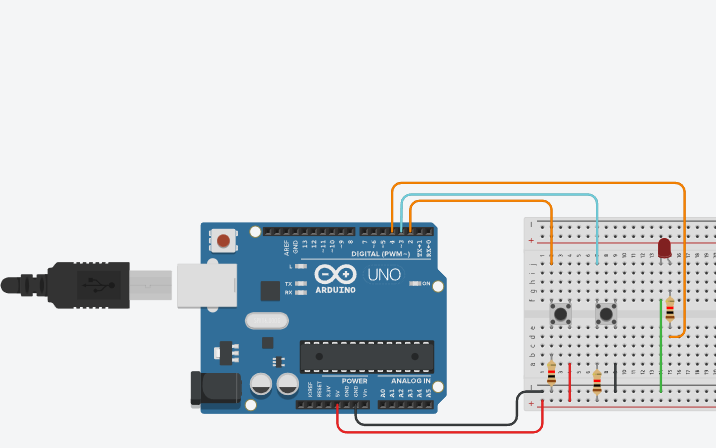 AREF
GND
13
12
~11
~10
~9
8
7
~6
~5
4
~3
2
TX→1
RX←0
DIGITAL (PWM~)
L
TX
RX
UNO
ARDUINO
ON
POWER
ANALOG IN
IOREF
RESET
3.3V
5V
GND
GND
Vin
A0
A1
A2
A3
A4
A5